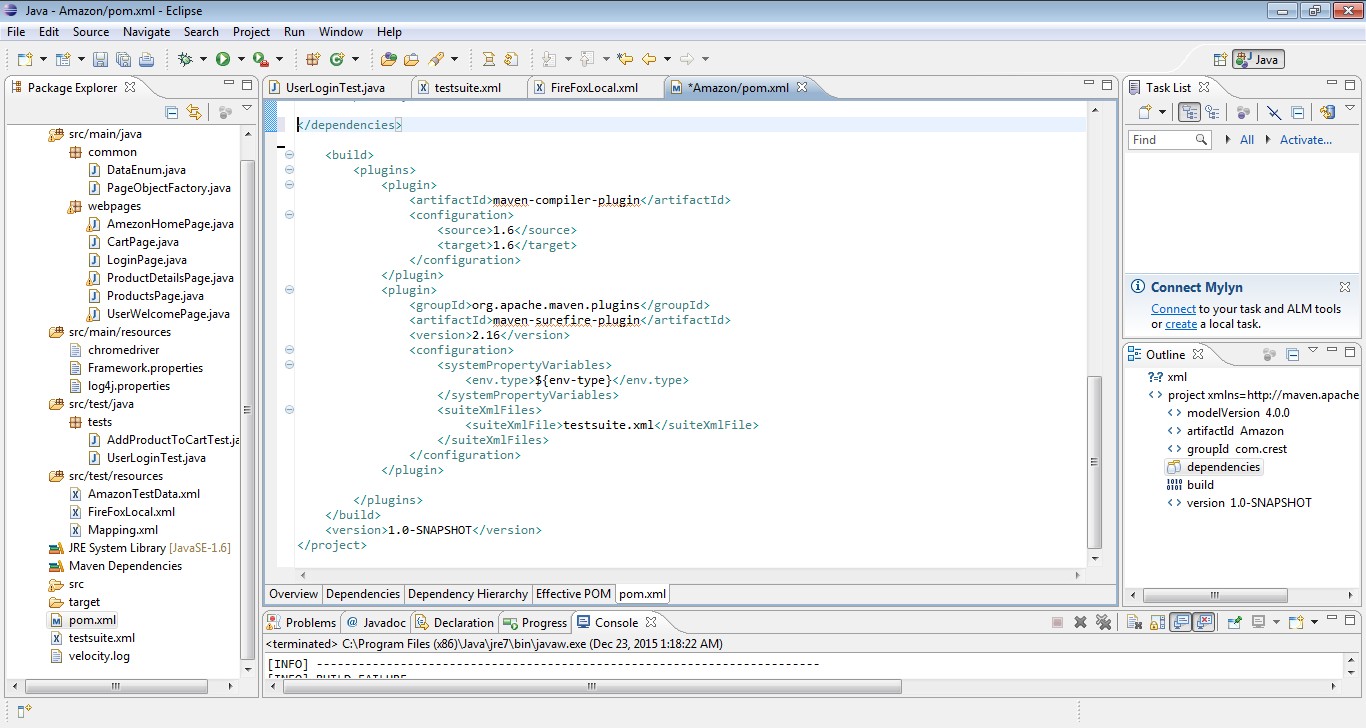 Java - Amazon/pom.xml - Eclipse
File Edit Source Navigate Search Project Run Window Help
Java
Package Explorer
src/main/java
common
DataEnum.java
PageObjectFactory.java
webpages
AmezonHomePage.java
CartPage.java
LoginPage.java
ProductDetailsPage.java
ProductsPage.java
UserWelcomePage.java
src/main/resources
chromedriver
Framework.properties
log4j.properties
src/test/java
tests
AddProductToCartTest.ja
UserLoginTest.java
src/test/resources
AmazonTestData.xml
FireFoxLocal.xml
Mapping.xml
JRE System Library [JavaSE-1.6]
Maven Dependencies
src
target
pom.xml
testsuite.xml
velocity.log
UserLoginTest.java testsuite.xml FireFoxLocal.xml *Amazon/pom.xml
</dependencies>
<build>
<plugins>
<plugin>
<artifactId>maven-compiler-plugin</artifactId>
<configuration>
<source>1.6</source>
<target>1.6</target>
</configuration>
</plugin>
<plugin>
<groupId>org.apache.maven.plugins</groupId>
<artifactId>maven-surefire-plugin</artifactId>
<version>2.16</version>
<configuration>
<systemPropertyVariables>
<env.type>${env-type}</env.type>
</systemPropertyVariables>
<suiteXmlFiles>
<suiteXmlFile>testsuite.xml</suiteXmlFile>
</suiteXmlFiles>
</configuration>
</plugin>
</plugins>
</build>
<version>1.0-SNAPSHOT</version>
</project>
Overview Dependencies Dependency Hierarchy Effective POM pom.xml
Problems @ Javadoc Declaration Progress Console
<terminated> C:\Program Files (x86)\Java\jre7\bin\javaw.exe (Dec 23, 2015 1:18:22 AM)
[INFO] ------------------------------------------------------------------------
[INFO] BUILD FAILURE
Task List
Find All Activate...
Connect Mylyn
Connect to your task and ALM tools
or create a local task.
Outline
?-? xml
project xmlns=http://maven.apache
modelVersion 4.0.0
artifactId Amazon
groupId com.crest
dependencies
build
version 1.0-SNAPSHOT